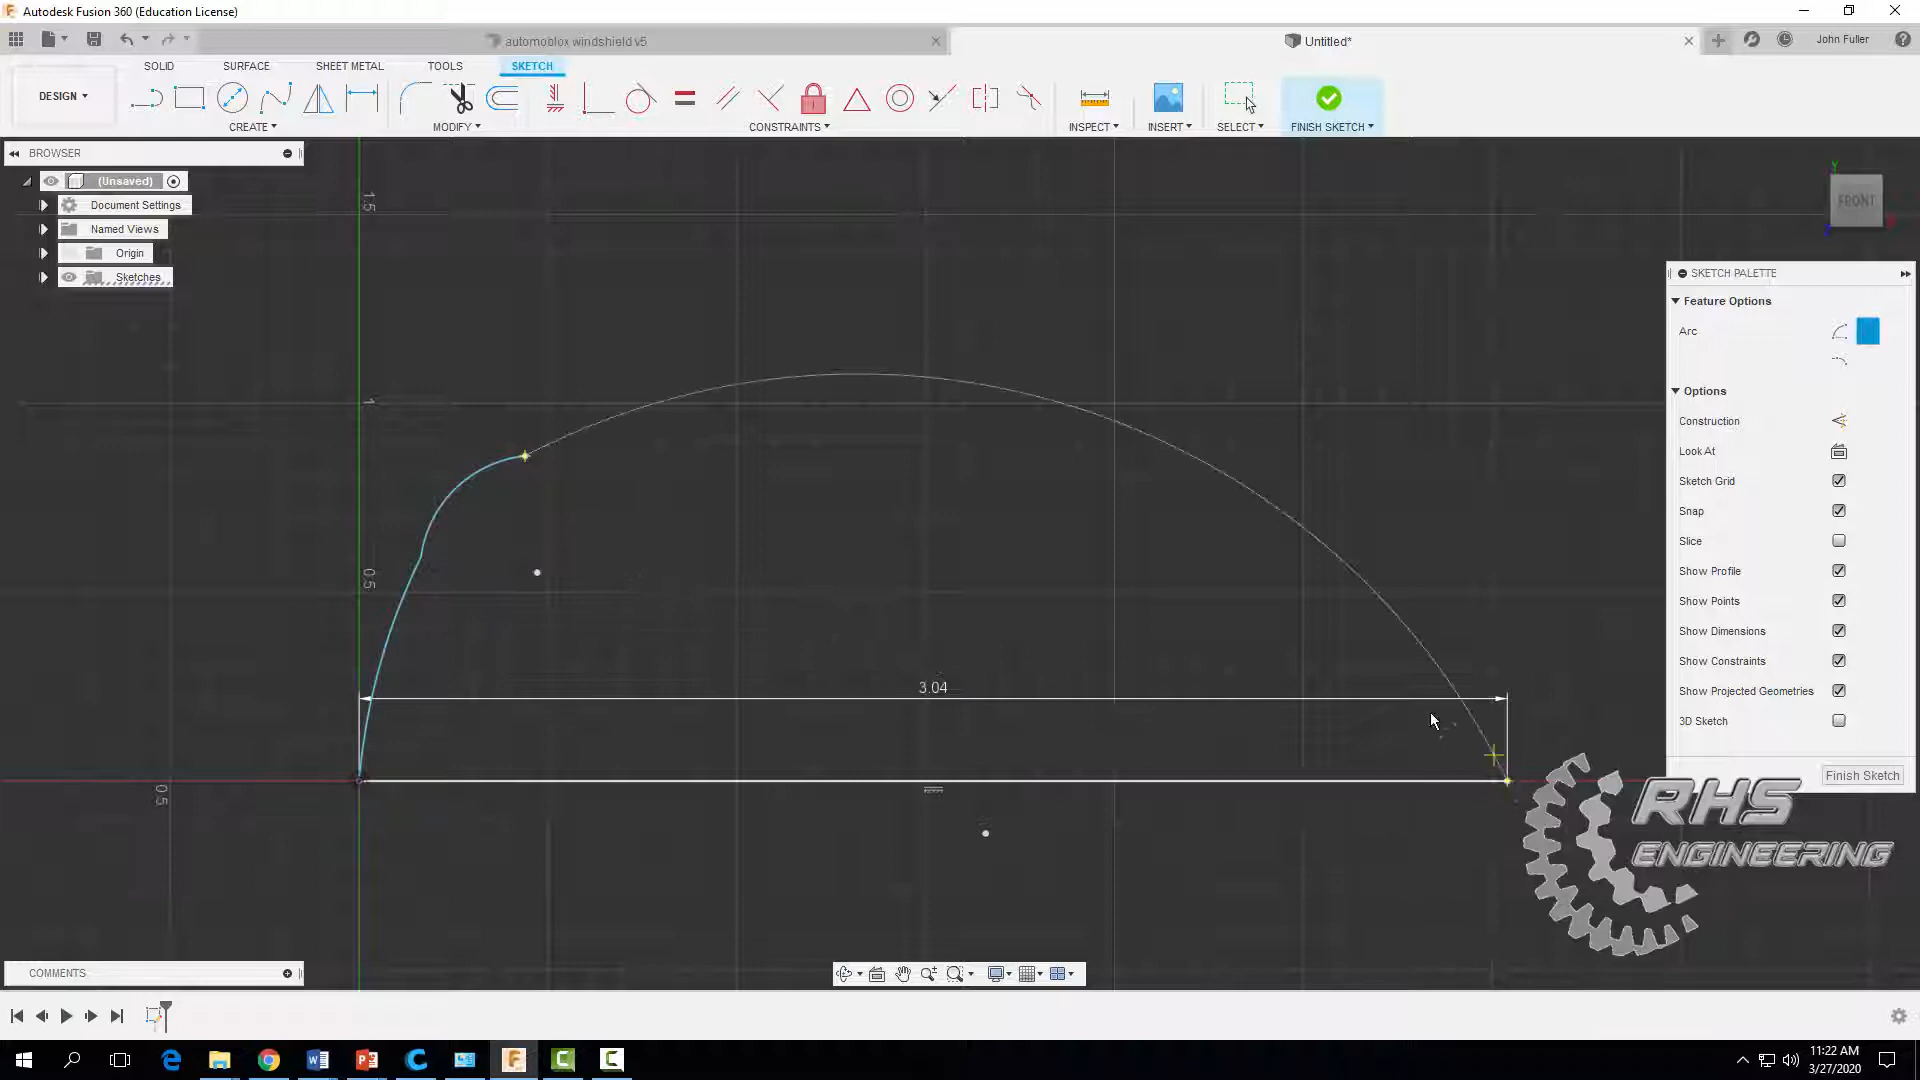 Autodesk Fusion 360 (Education License)
automoblox windshield v5
Untitled*
John Fuller
SOLID
SURFACE
SHEET METAL
TOOLS
SKETCH
DESIGN
CREATE
MODIFY
CONSTRAINTS
INSPECT
INSERT
SELECT
FINISH SKETCH
BROWSER
(Unsaved)
Document Settings
Named Views
Origin
Sketches
1.5
1
0.5
0.5
3.04
FRONT
Y
SKETCH PALETTE
Feature Options
Arc
Options
Construction
Look At
Sketch Grid
Snap
Slice
Show Profile
Show Points
Show Dimensions
Show Constraints
Show Projected Geometries
3D Sketch
Finish Sketch
RHS
ENGINEERING
COMMENTS
11:22 AM
3/27/2020